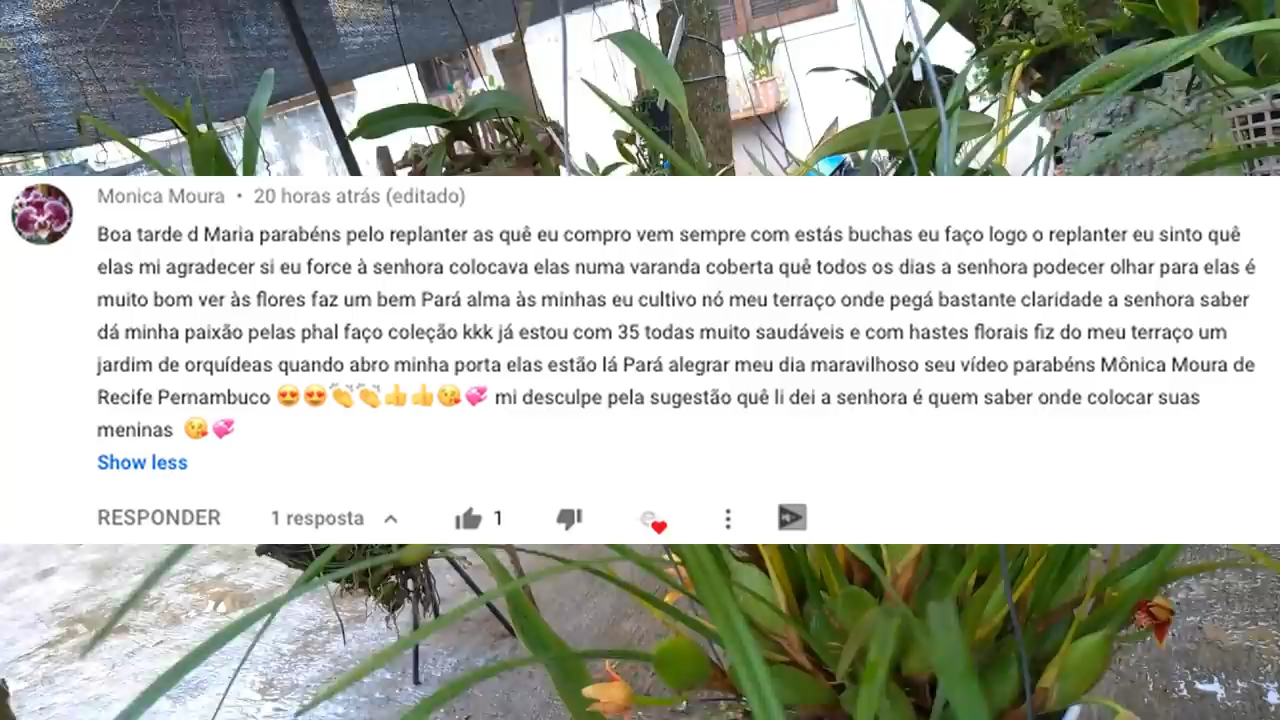 Monica Moura • 20 horas atrás (editado)
Boa tarde d Maria parabéns pelo replanter as quê eu compro vem sempre com estás buchas eu faço logo o replanter eu sinto quê
elas mi agradecer si eu force à senhora colocava elas numa varanda coberta quê todos os dias a senhora podecer olhar para elas é
muito bom ver às flores faz um bem Pará alma às minhas eu cultivo nó meu terraço onde pegá bastante claridade a senhora saber
dá minha paixão pelas phal faço coleção kkk já estou com 35 todas muito saudáveis e com hastes florais fiz do meu terraço um
jardim de orquídeas quando abro minha porta elas estão lá Pará alegrar meu dia maravilhoso seu vídeo parabéns Mônica Moura de
Recife Pernambuco 😍😍👏👏👍👍😘💞 mi desculpe pela sugestão quê li dei a senhora é quem saber onde colocar suas
meninas 😘💞
Show less
RESPONDER 1 resposta 1